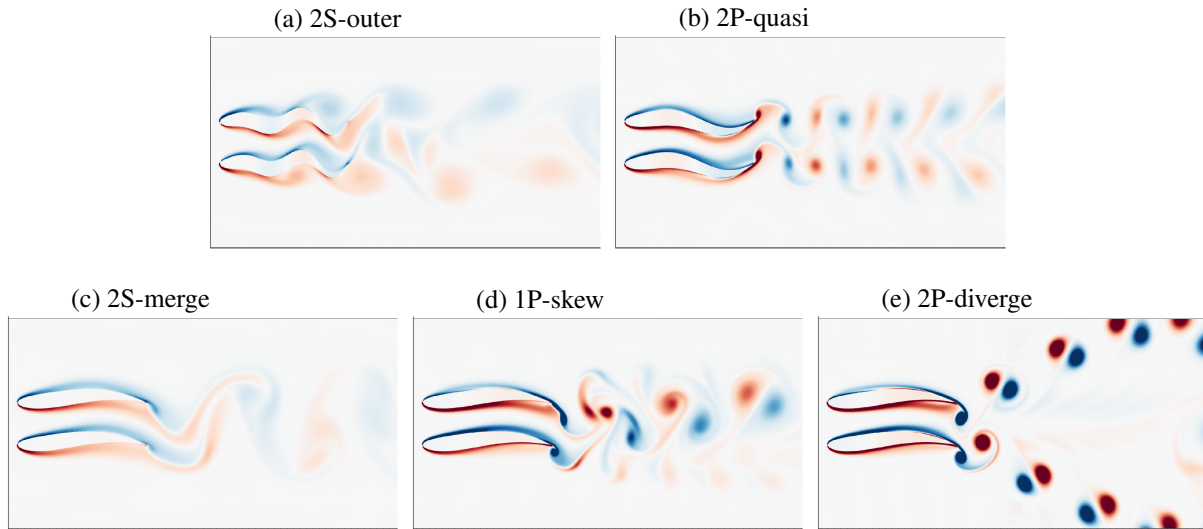 (a) 2S-outer
(b) 2P-quasi
(c) 2S-merge
(d) 1P-skew
(e) 2P-diverge